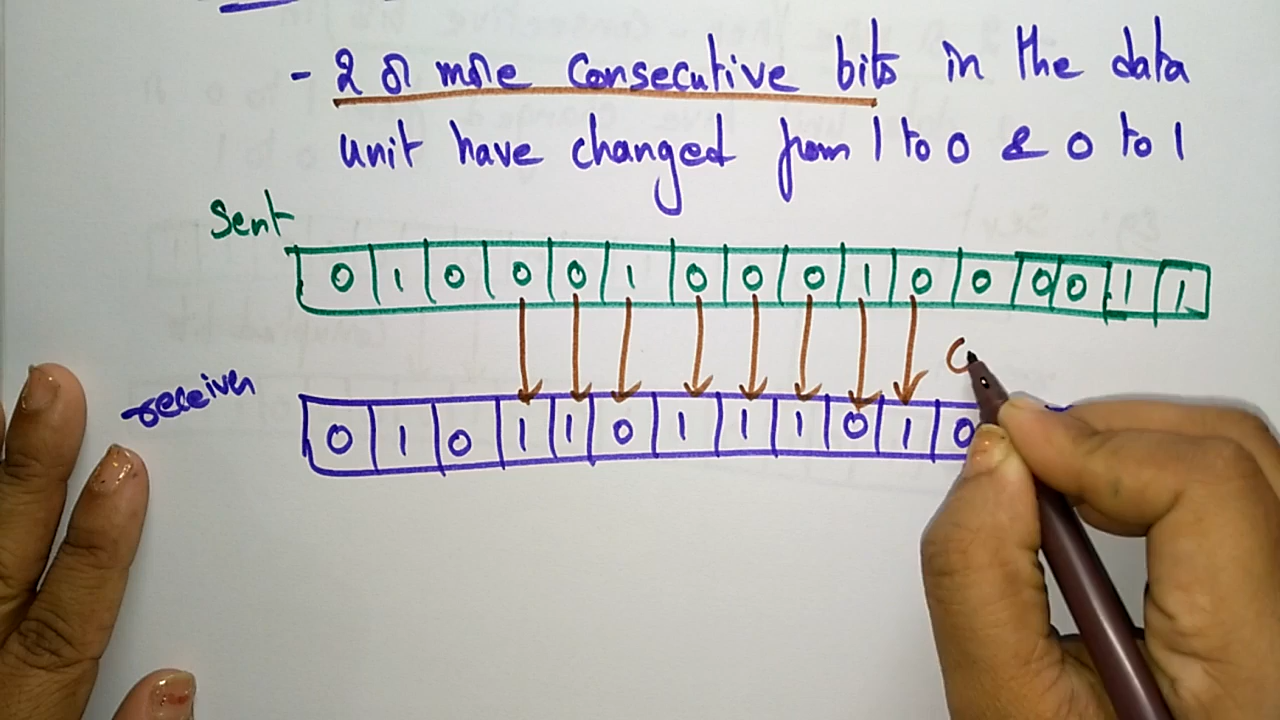 - 2 or more consecutive bits in the data
unit have changed from 1 to 0 & 0 to 1
Sent
0 1 0 0 0 1 0 0 0 1 0 0 0 0 1 1
receiver
0 1 0 1 1 0 1 1 1 0 1 0
C